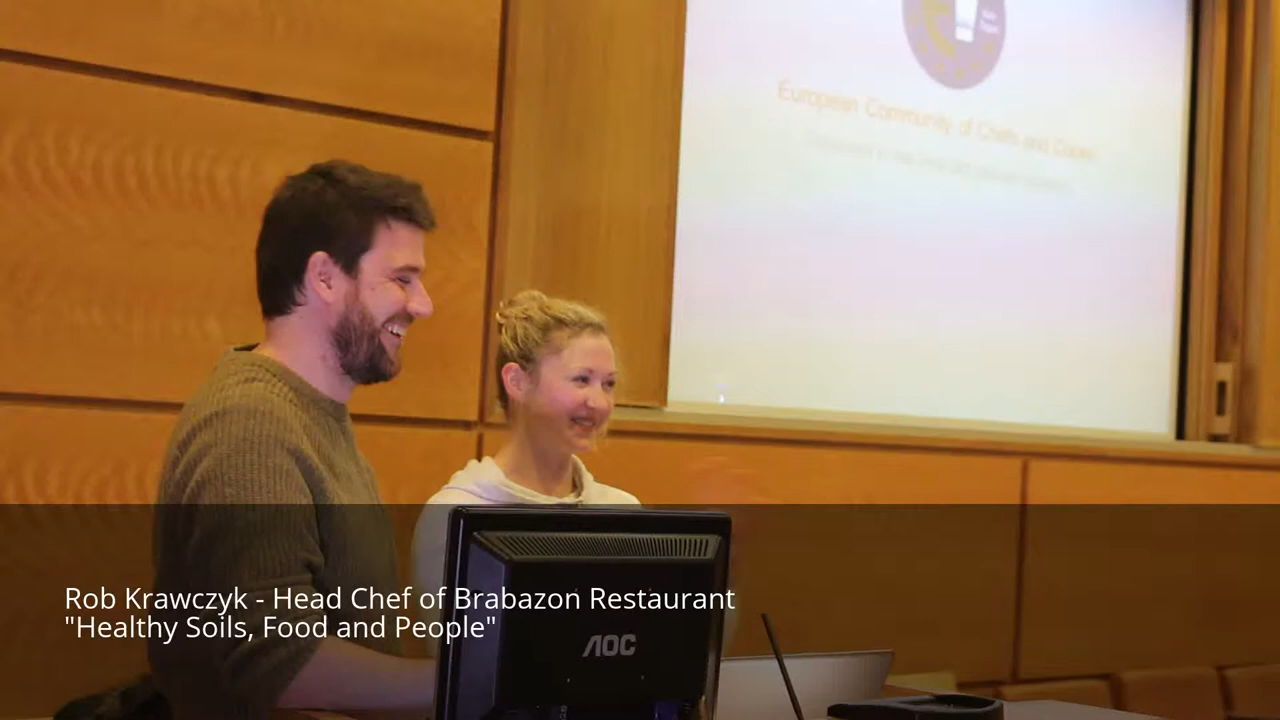 European Community of Chefs and Cooks
Rob Krawczyk - Head Chef of Brabazon Restaurant
"Healthy Soils, Food and People"
AOC